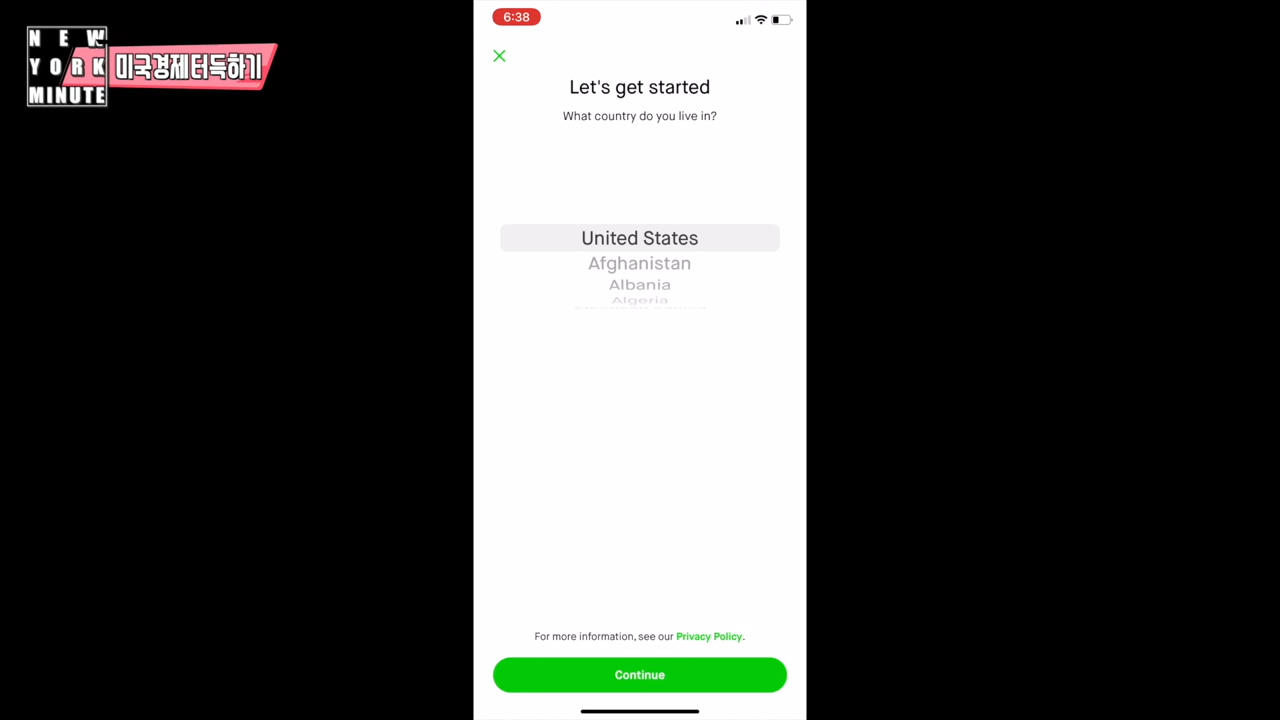 NEW
YORK
MINUTE
미국경제터득하기
6:38
Let's get started
What country do you live in?
United States
Afghanistan
Albania
Algeria
For more information, see our Privacy Policy.
Continue